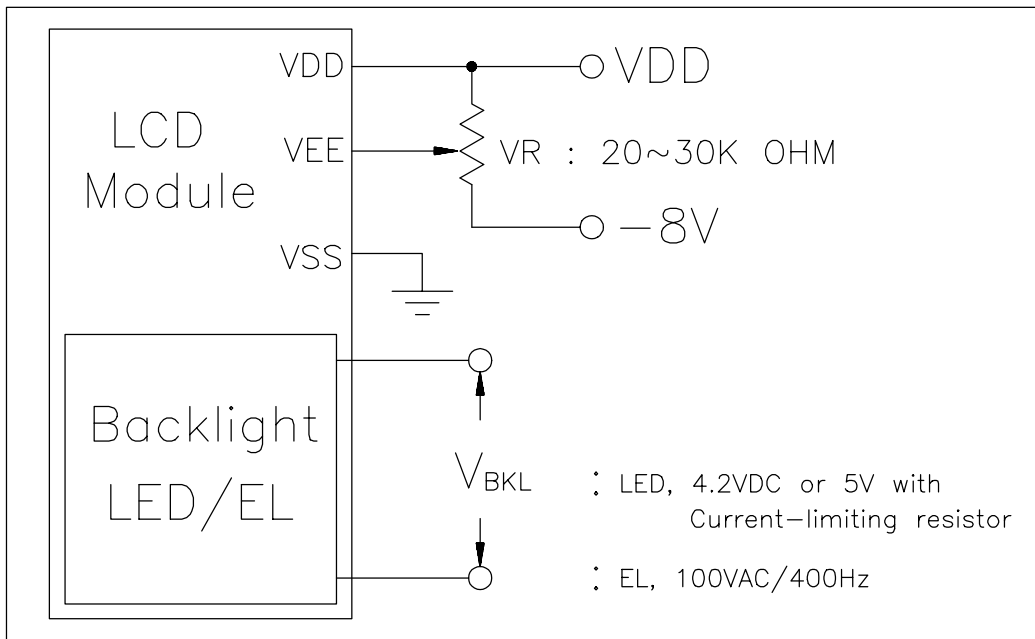 VDD
VDD
LCD
Module
VEE
VR : 20~30K OHM
-8V
VSS
Backlight
LED/EL
VBKL
: LED, 4.2VDC or 5V with
Current-limiting resistor
: EL, 100VAC/400Hz